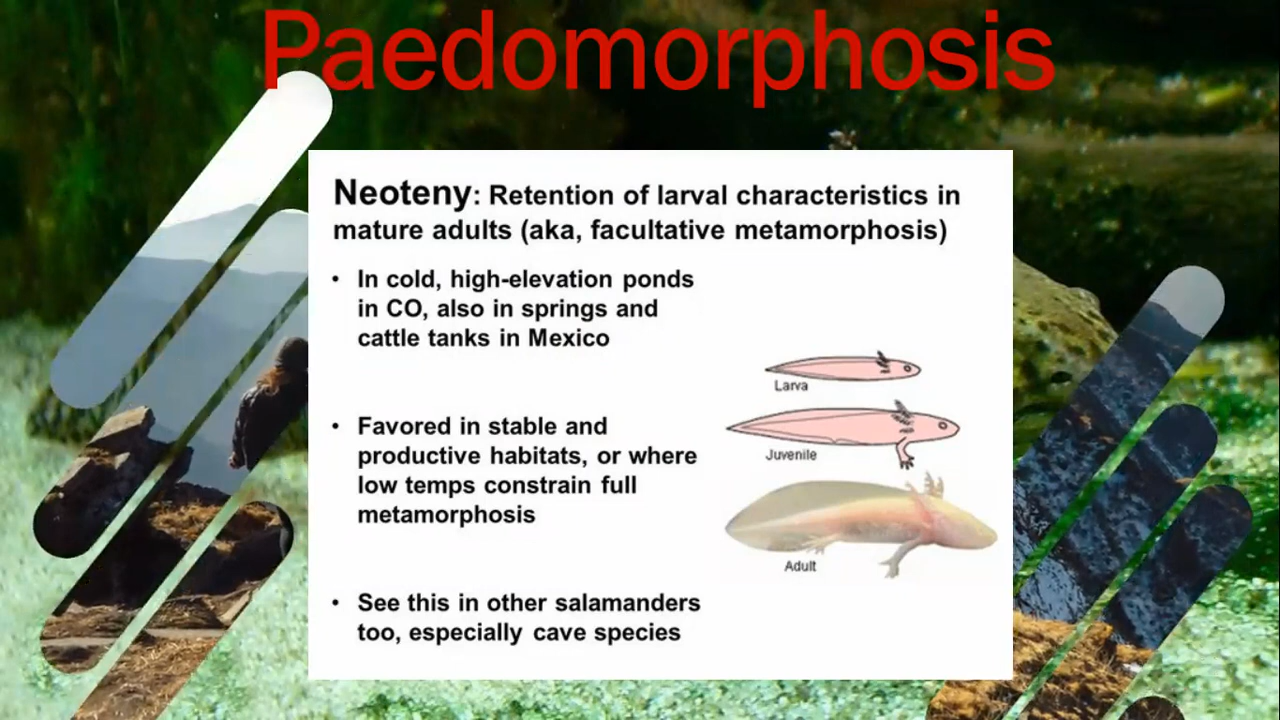 Paedomorphosis
Neoteny: Retention of larval characteristics in
mature adults (aka, facultative metamorphosis)
• In cold, high-elevation ponds
in CO, also in springs and
cattle tanks in Mexico
• Favored in stable and
productive habitats, or where
low temps constrain full
metamorphosis
• See this in other salamanders
too, especially cave species
Larva
Juvenile
Adult